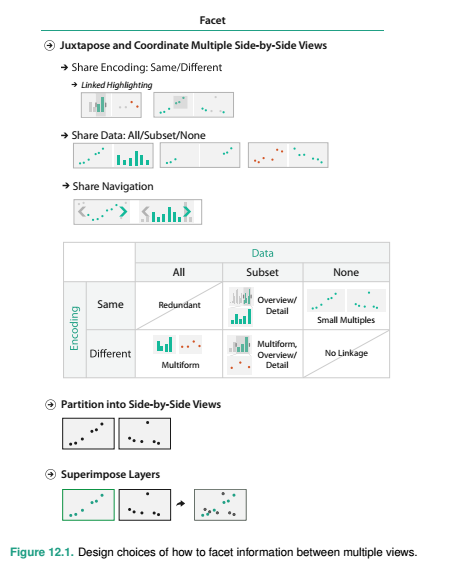 Facet
Juxtapose and Coordinate Multiple Side-by-Side Views
Share Encoding: Same/Different
Linked Highlighting
Share Data: All/Subset/None
Share Navigation
Data
All Subset None
Encoding
Same
Redundant
Overview/
Detail
Small Multiples
Different
Multiform
Multiform,
Overview/
Detail
No Linkage
Partition into Side-by-Side Views
Superimpose Layers
Figure 12.1. Design choices of how to facet information between multiple views.